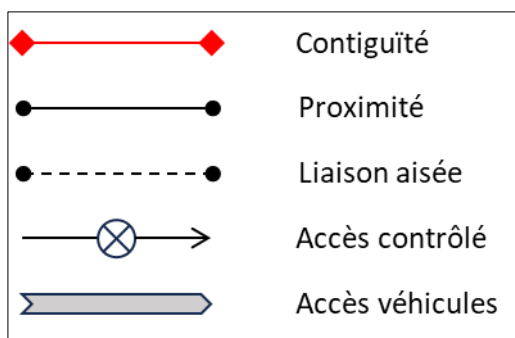 Contiguïté
Proximité
Liaison aisée
Accès contrôlé
Accès véhicules